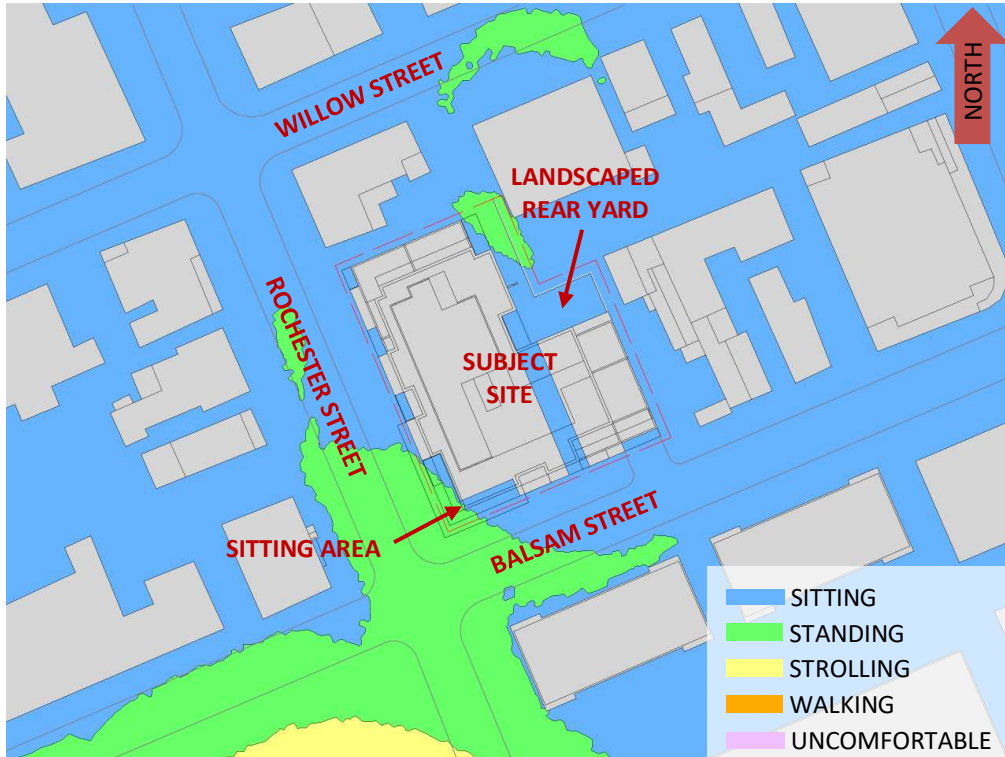 WILLOW STREET
NORTH
LANDSCAPED
REAR YARD
ROCHESTER STREET
SUBJECT
SITE
SITTING AREA
BALSAM STREET
SITTING
STANDING
STROLLING
WALKING
UNCOMFORTABLE